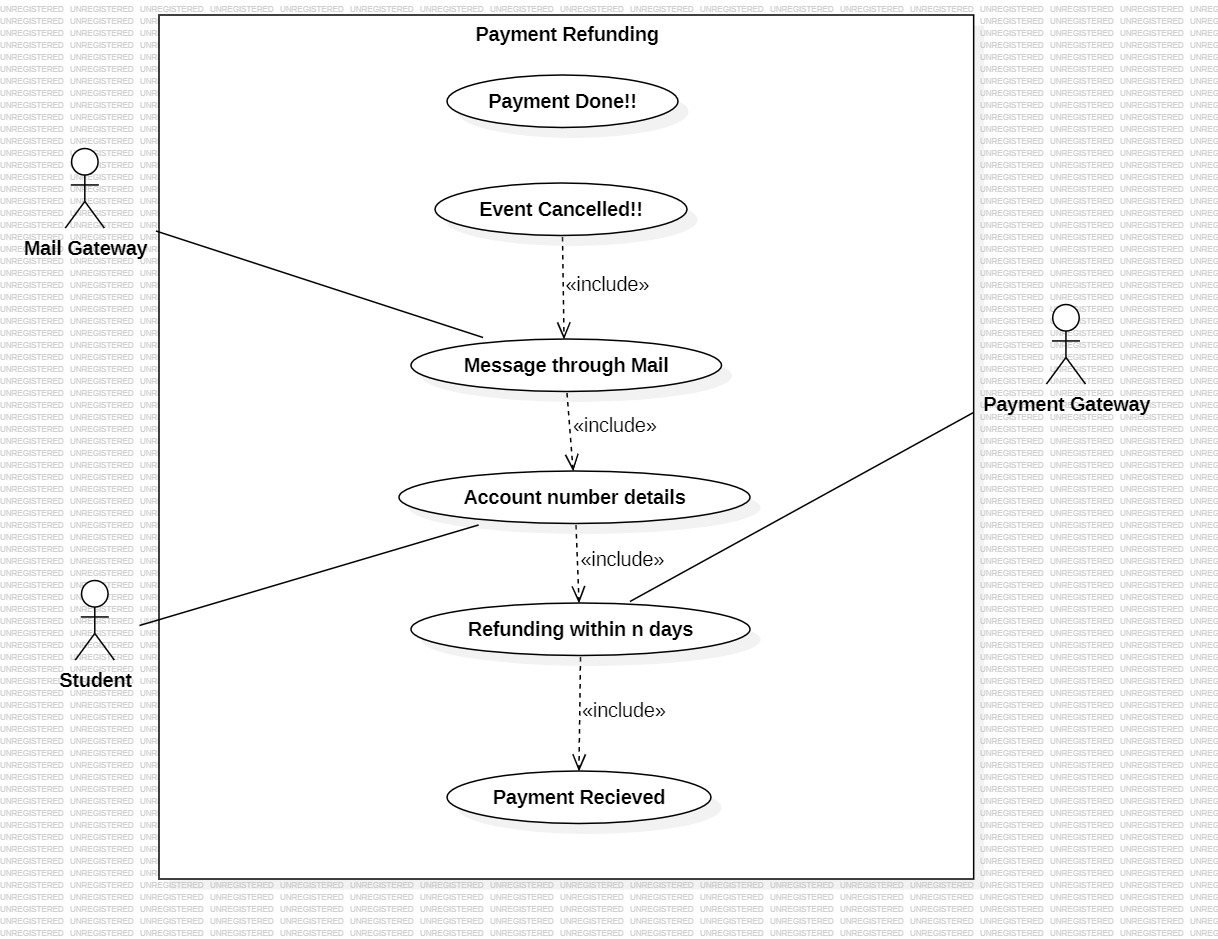 Payment Refunding
Payment Done!!
Event Cancelled!!
Mail Gateway
«include»
Message through Mail
Payment Gateway
«include»
Account number details
«include»
Refunding within n days
Student
«include»
Payment Recieved
UNREGISTERED